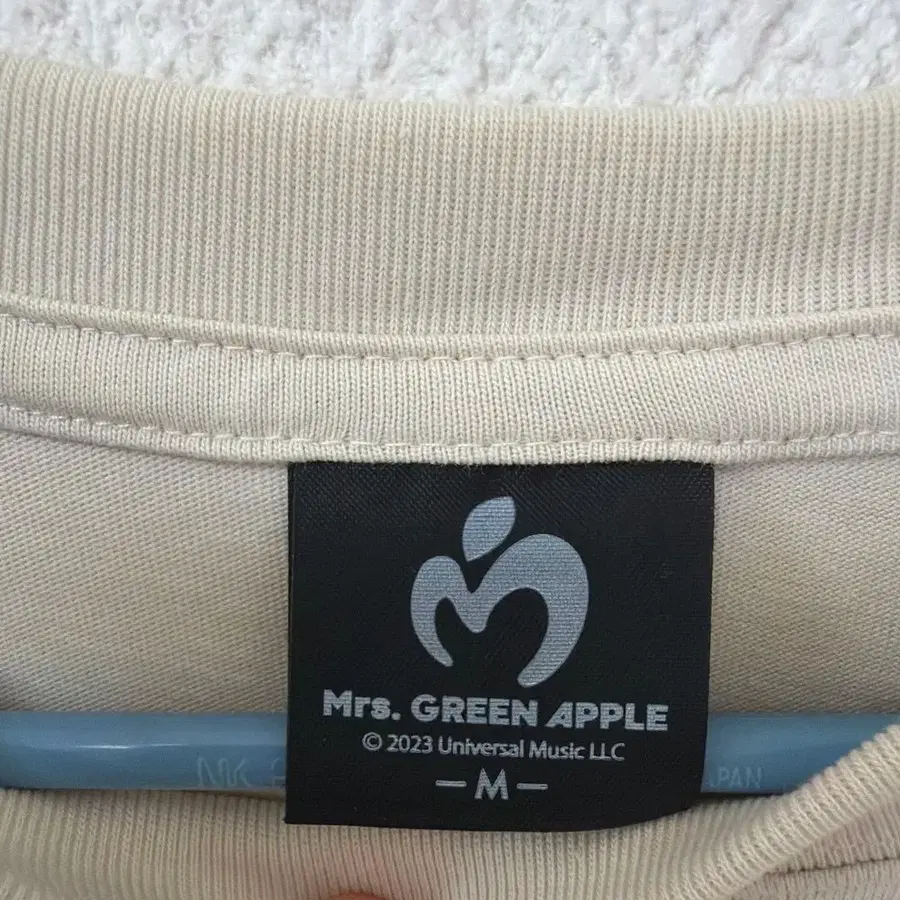 Mrs. GREEN APPLE
© 2023 Universal Music LLC
- M -